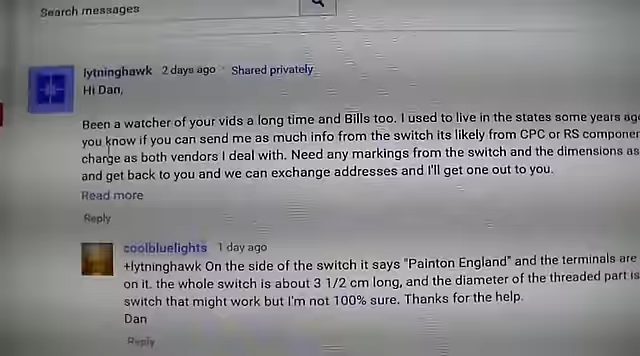 Search messages
lytninghawk 2 days ago · Shared privately
Hi Dan,
Been a watcher of your vids a long time and Bills too. I used to live in the states some years ag
you know if you can send me as much info from the switch its likely from CPC or RS componen
charge as both vendors I deal with. Need any markings from the switch and the dimensions as
and get back to you and we can exchange addresses and I'll get one out to you.
Read more
Reply
coolbluelights 1 day ago
+lytninghawk On the side of the switch it says "Painton England" and the terminals are
on it. the whole switch is about 3 1/2 cm long, and the diameter of the threaded part is
switch that might work but I'm not 100% sure. Thanks for the help.
Dan
Reply